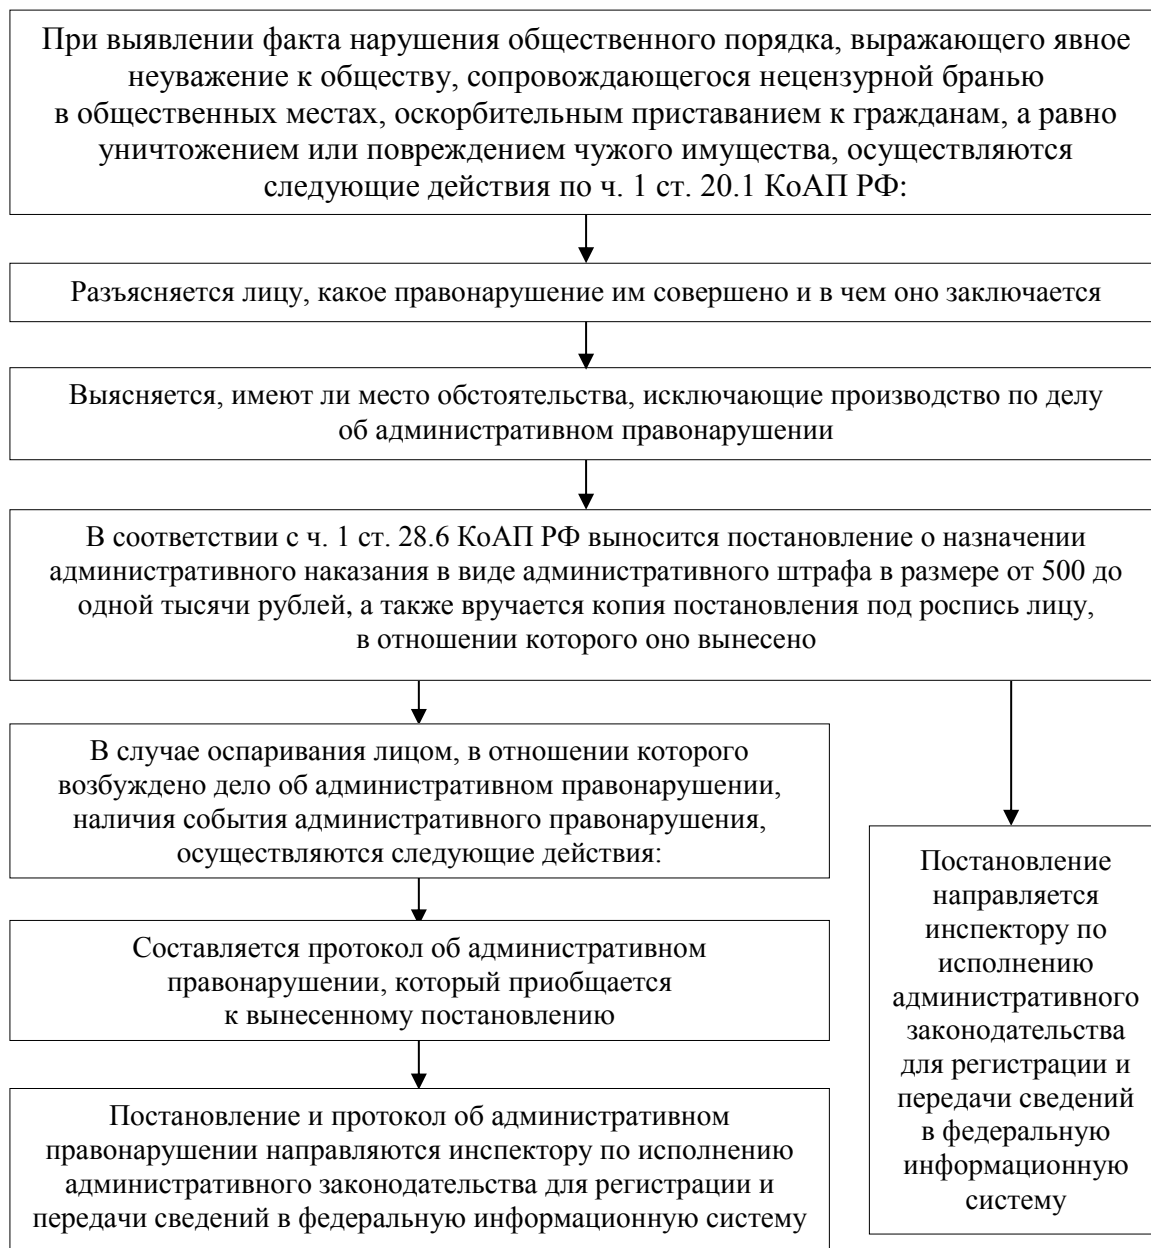 При выявлении факта нарушения общественного порядка, выражающего явное
неуважение к обществу, сопровождающегося нецензурной бранью
в общественных местах, оскорбительным приставанием к гражданам, а равно
уничтожением или повреждением чужого имущества, осуществляются
следующие действия по ч. 1 ст. 20.1 КоАП РФ:
Разъясняется лицу, какое правонарушение им совершено и в чем оно заключается
Выясняется, имеют ли место обстоятельства, исключающие производство по делу
об административном правонарушении
В соответствии с ч. 1 ст. 28.6 КоАП РФ выносится постановление о назначении
административного наказания в виде административного штрафа в размере от 500 до
одной тысячи рублей, а также вручается копия постановления под роспись лицу,
в отношении которого оно вынесено
В случае оспаривания лицом, в отношении которого
возбуждено дело об административном правонарушении,
наличия события административного правонарушения,
осуществляются следующие действия:
Составляется протокол об административном
правонарушении, который приобщается
к вынесенному постановлению
Постановление и протокол об административном
правонарушении направляются инспектору по исполнению
административного законодательства для регистрации и
передачи сведений в федеральную информационную систему
Постановление
направляется
инспектору по
исполнению
административного
законодательства
для регистрации и
передачи сведений
в федеральную
информационную
систему